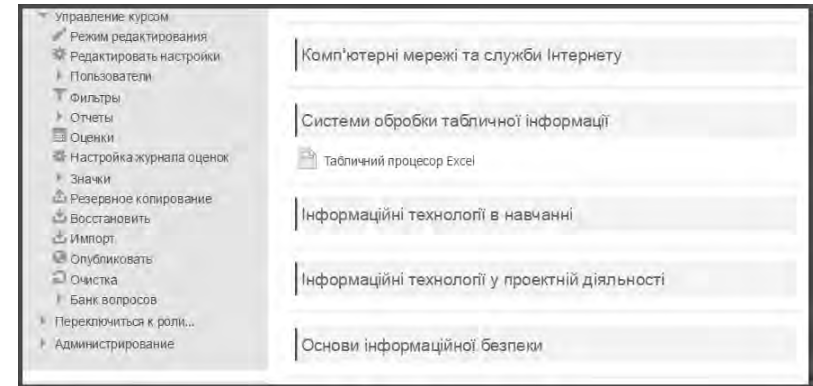 Управление курсом
Режим редактирования
Редактировать настройки
Пользователи
Фильтры
Отчеты
Оценки
Настройка журнала оценок
Значки
Резервное копирование
Восстановить
Импорт
Опубликовать
Очистка
Банк вопросов
Переключиться к роли...
Администрирование
Комп'ютерні мережі та служби Інтернету
Системи обробки табличної інформації
Табличний процесор Excel
Інформаційні технології в навчанні
Інформаційні технології у проектній діяльності
Основи інформаційної безпеки